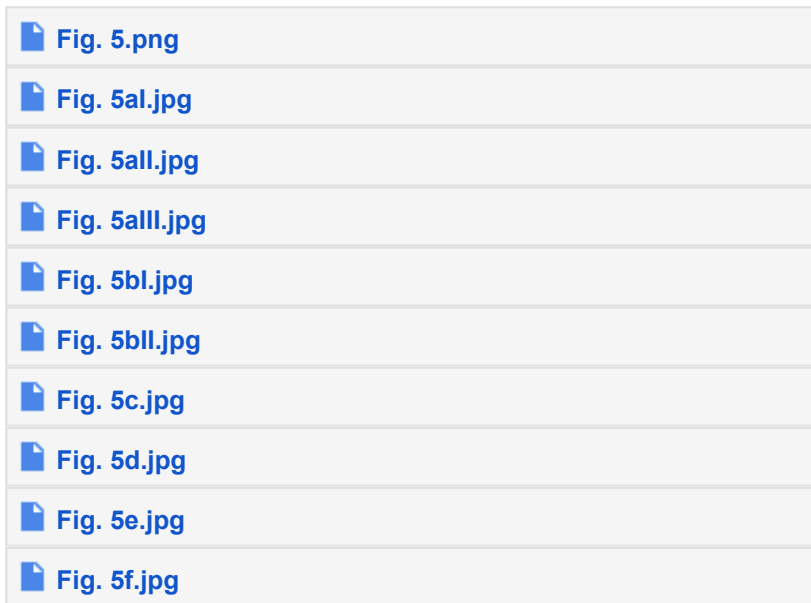 Fig. 5.png
Fig. 5aI.jpg
Fig. 5aII.jpg
Fig. 5aIII.jpg
Fig. 5bI.jpg
Fig. 5bII.jpg
Fig. 5c.jpg
Fig. 5d.jpg
Fig. 5e.jpg
Fig. 5f.jpg